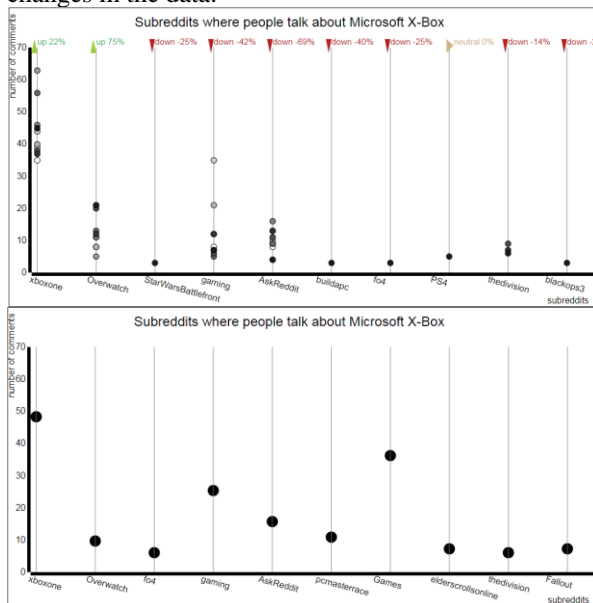 changes in the data.
Subreddits where people talk about Microsoft X-Box
up 22% up 75% down -25% down -42% down -69% down -40% down -25% neutral 0% down -14% down
number of comments
70
60
50
40
30
20
10
0
xboxone Overwatch StarWarsBattlefront gaming AskReddit buildapc fo4 PS4 thedivision blackops3
subreddits
Subreddits where people talk about Microsoft X-Box
number of comments
70
60
50
40
30
20
10
0
xboxone Overwatch fo4 gaming AskReddit pcmasterrace Games elderscrollsonline thedivision Fallout
subreddits